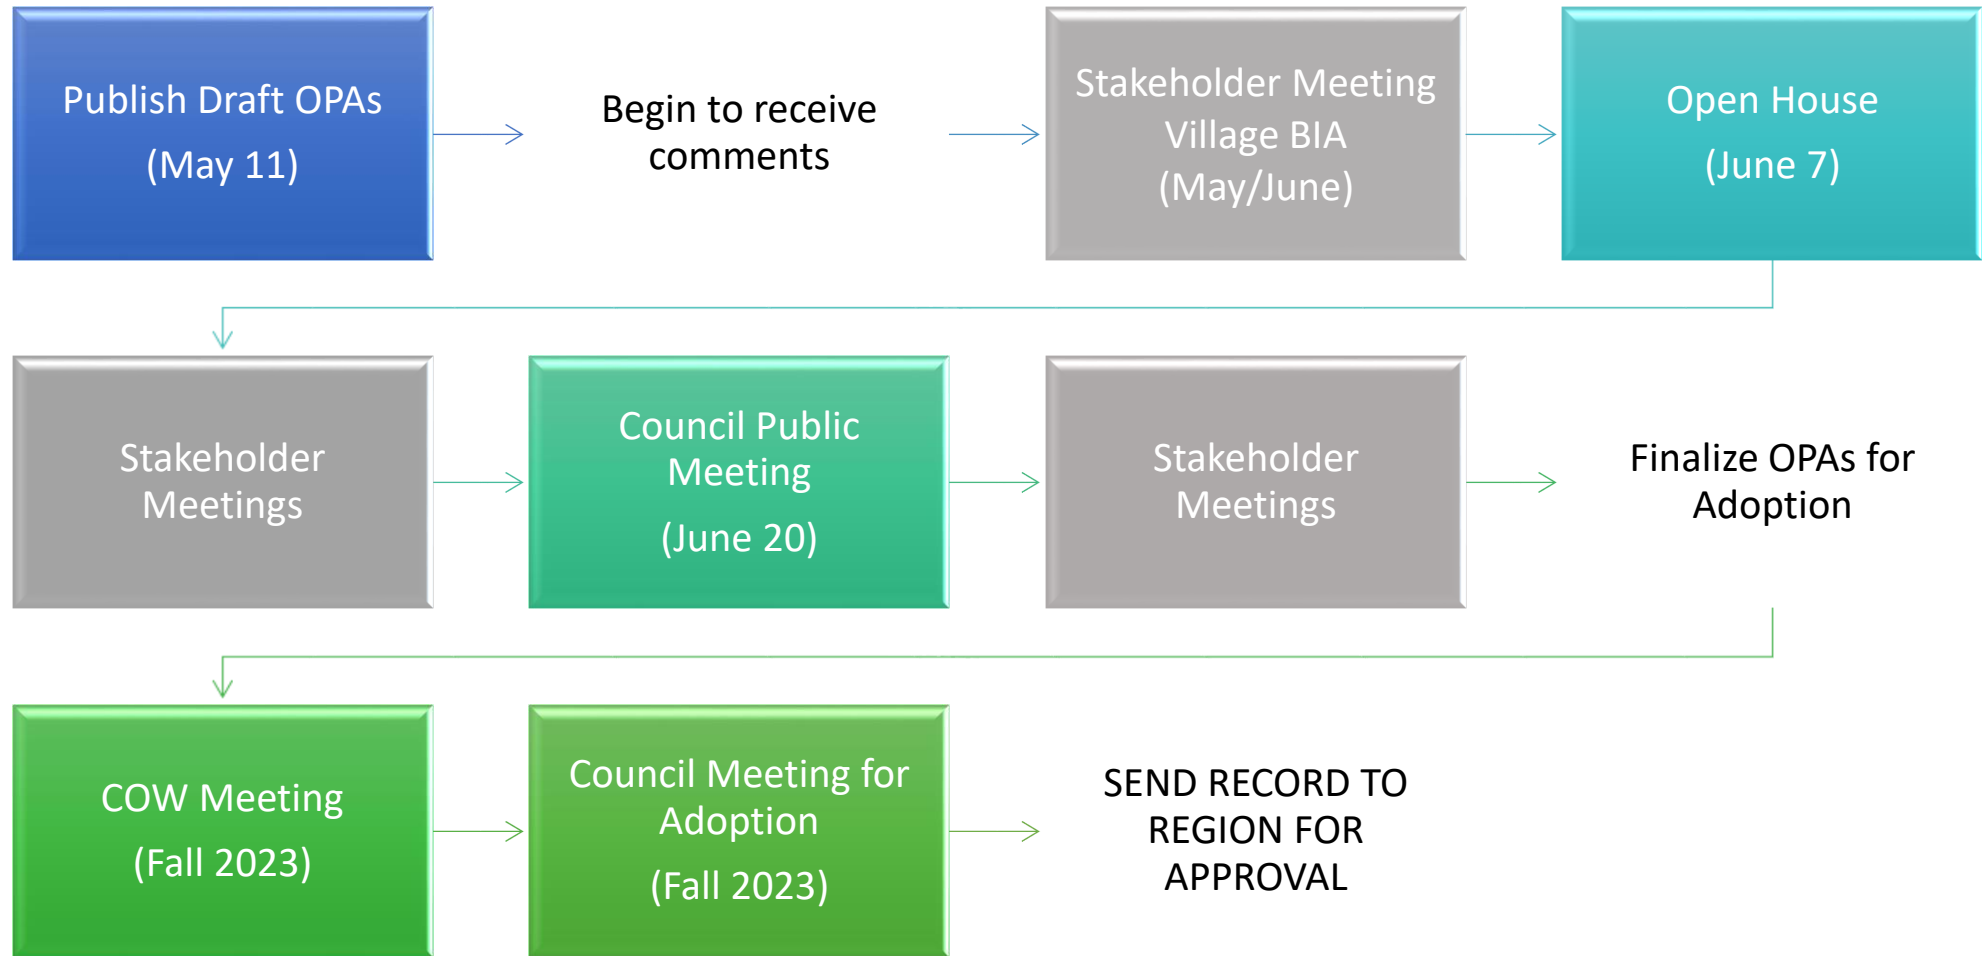 Publish Draft OPAs
(May 11)
Begin to receive
comments
Stakeholder Meeting
Village BIA
(May/June)
Open House
(June 7)
Stakeholder
Meetings
Council Public
Meeting
(June 20)
Stakeholder
Meetings
Finalize OPAs for
Adoption
COW Meeting
(Fall 2023)
Council Meeting for
Adoption
(Fall 2023)
SEND RECORD TO
REGION FOR
APPROVAL